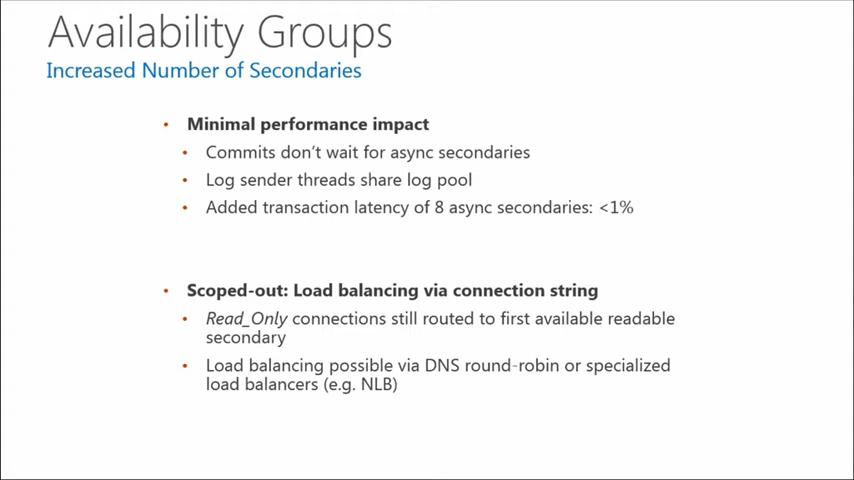 Availability Groups
Increased Number of Secondaries
• Minimal performance impact
• Commits don't wait for async secondaries
• Log sender threads share log pool
• Added transaction latency of 8 async secondaries: <1%
• Scoped-out: Load balancing via connection string
• Read_Only connections still routed to first available readable
secondary
• Load balancing possible via DNS round-robin or specialized
load balancers (e.g. NLB)